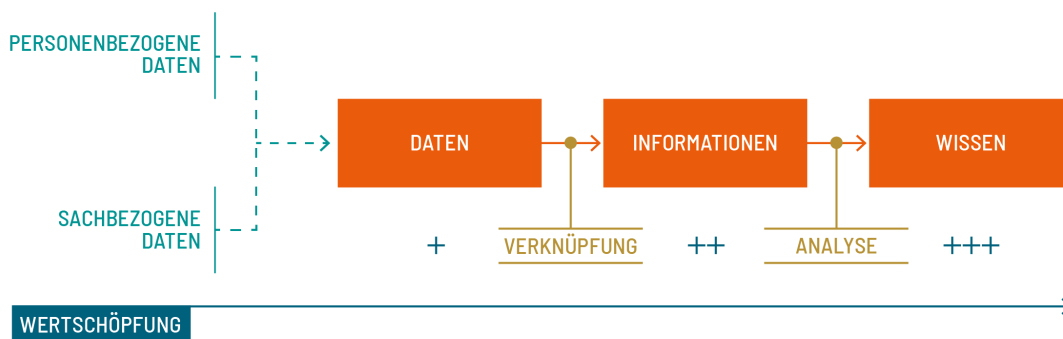 PERSONENBEZOGENE
DATEN
DATEN
INFORMATIONEN
WISSEN
SACHBEZOGENE
DATEN
+
VERKNÜPFUNG
++
ANALYSE
+++
WERTSCHÖPFUNG